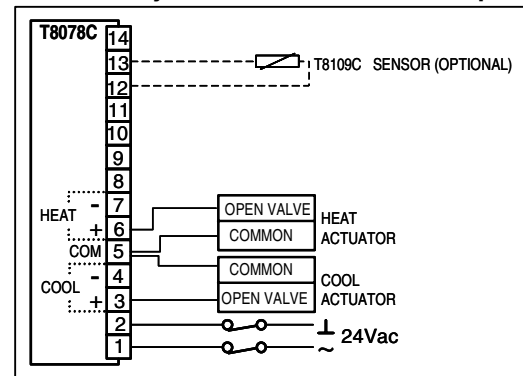 T8078C
14
13
T8109C SENSOR (OPTIONAL)
12
11
10
9
8
- 7
OPEN VALVE
HEAT
HEAT
+ 6
COMMON
ACTUATOR
COM 5
COMMON
- 4
COOL
COOL
+ 3
OPEN VALVE
ACTUATOR
2
24Vac
1
~